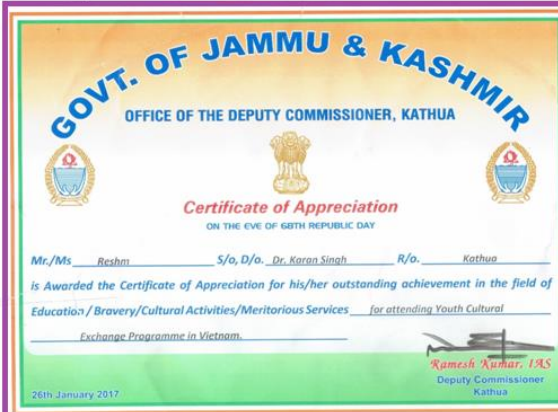 GOVT. OF JAMMU & KASHMIR
OFFICE OF THE DEPUTY COMMISSIONER, KATHUA
Certificate of Appreciation
ON THE EVE OF 68TH REPUBLIC DAY
Mr./Ms Reshm S/o, D/o. Dr. Karan Singh R/o. Kathua
is Awarded the Certificate of Appreciation for his/her outstanding achievement in the field of
Education / Bravery/Cultural Activities/Meritorious Services for attending Youth Cultural
Exchange Programme in Vietnam.
Ramesh Kumar, IAS
Deputy Commissioner
Kathua
26th January 2017